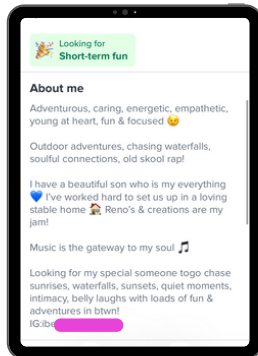 Looking for
Short-term fun
About me
Adventurous, caring, energetic, empathetic,
young at heart, fun & focused 😉
Outdoor adventures, chasing waterfalls,
soulful connections, old skool rap!
I have a beautiful son who is my everything
💙 I've worked hard to set us up in a loving
stable home 🏠 Reno's & creations are my
jam!
Music is the gateway to my soul 🎵
Looking for my special someone togo chase
sunrises, waterfalls, sunsets, quiet moments,
intimacy, belly laughs with loads of fun &
adventures in btwn!
IG:ibe